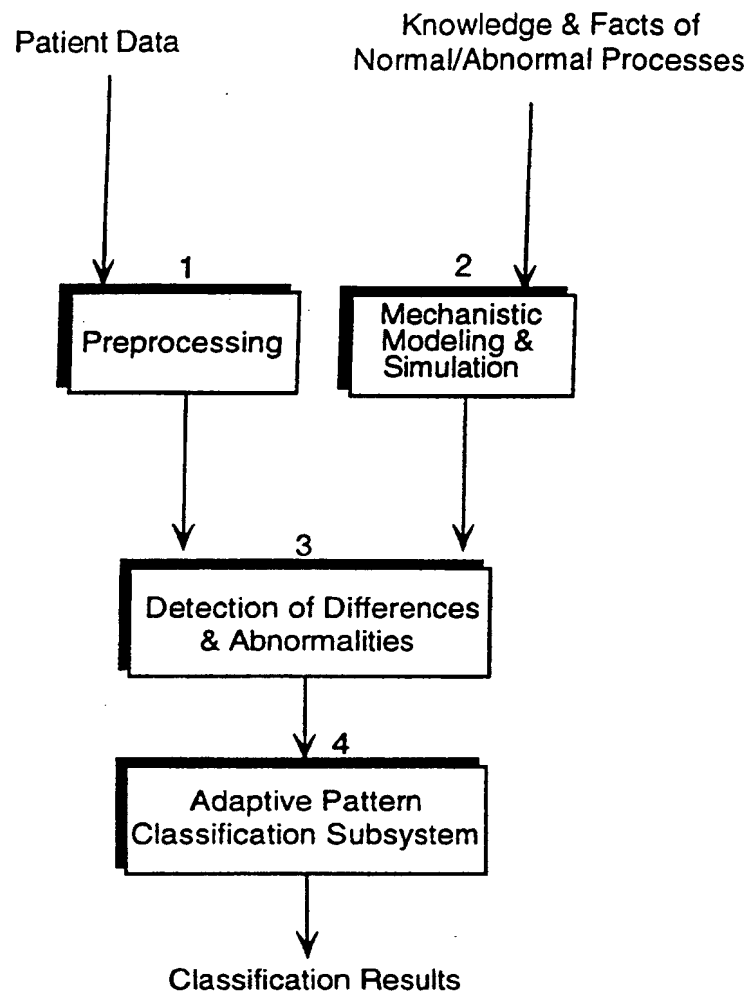 Patient Data
Knowledge & Facts of
Normal/Abnormal Processes
1
Preprocessing
2
Mechanistic
Modeling &
Simulation
3
Detection of Differences
& Abnormalities
4
Adaptive Pattern
Classification Subsystem
Classification Results